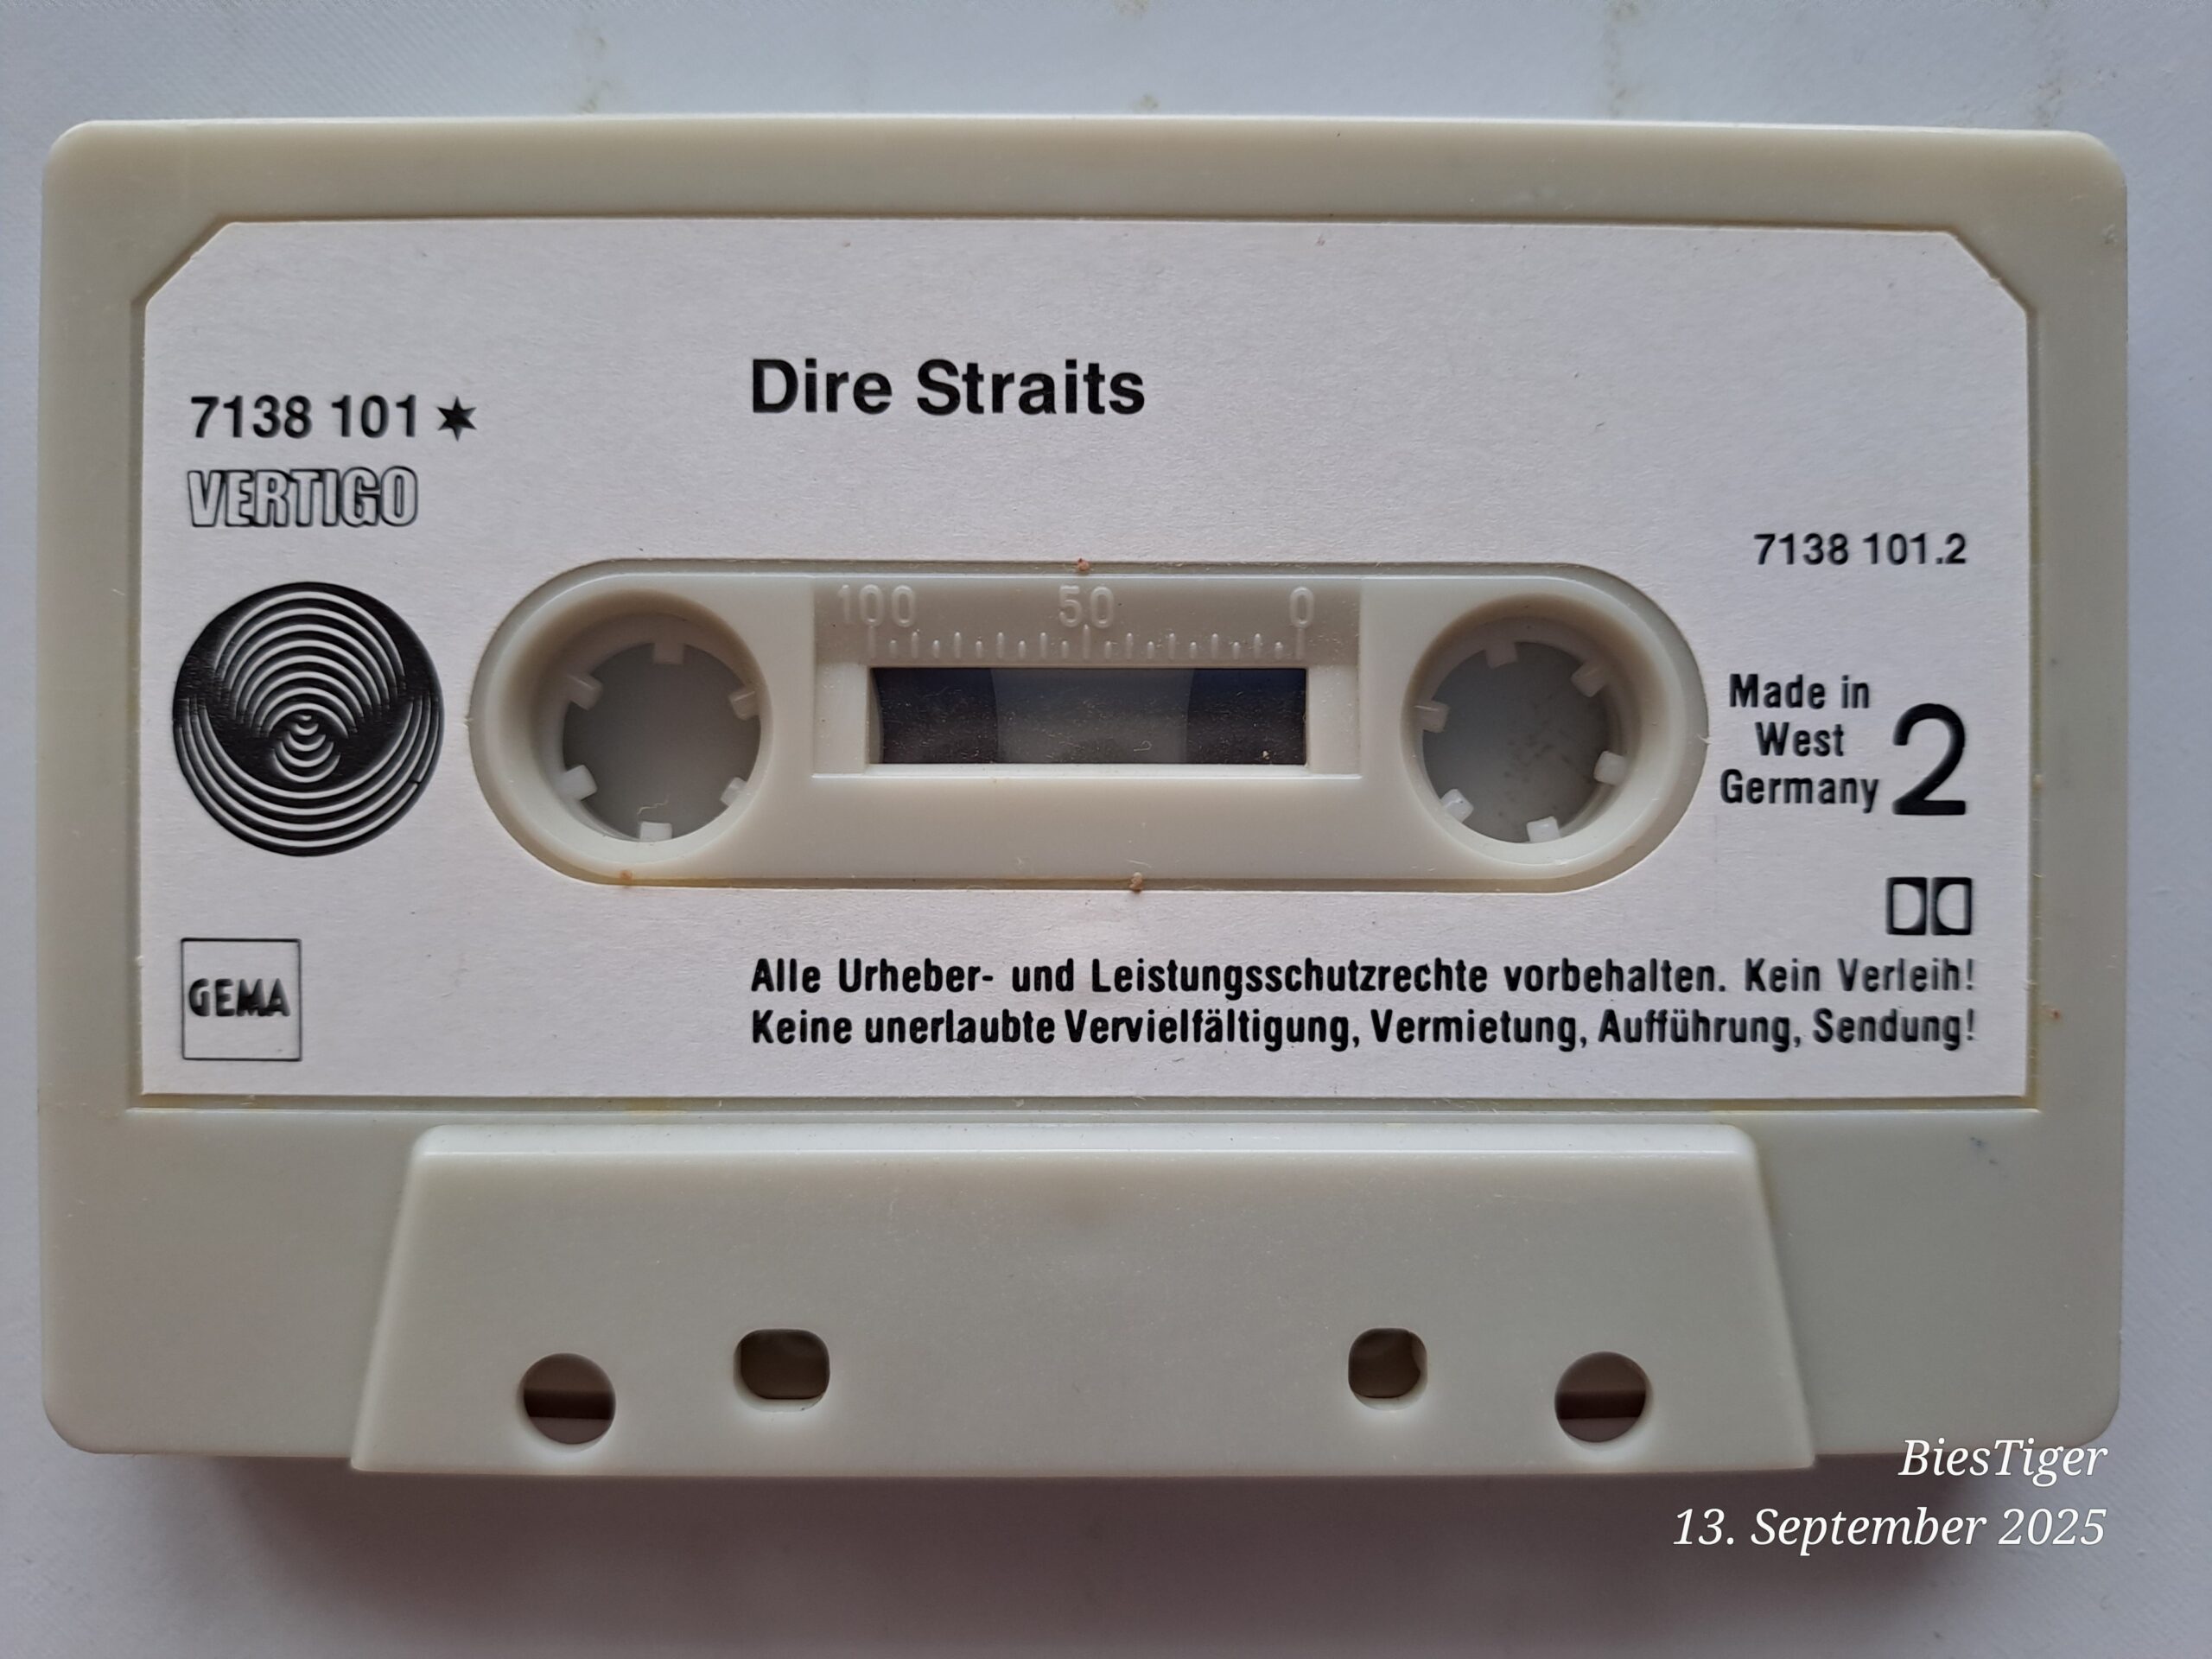 Dire Straits
7138 101 ★
VERTIGO
7138 101.2
100 50 0
Made in
West
Germany
2
GEMA
Alle Urheber- und Leistungsschutzrechte vorbehalten. Kein Verleih!
Keine unerlaubte Vervielfältigung, Vermietung, Aufführung, Sendung!
BiesTiger
13. September 2025